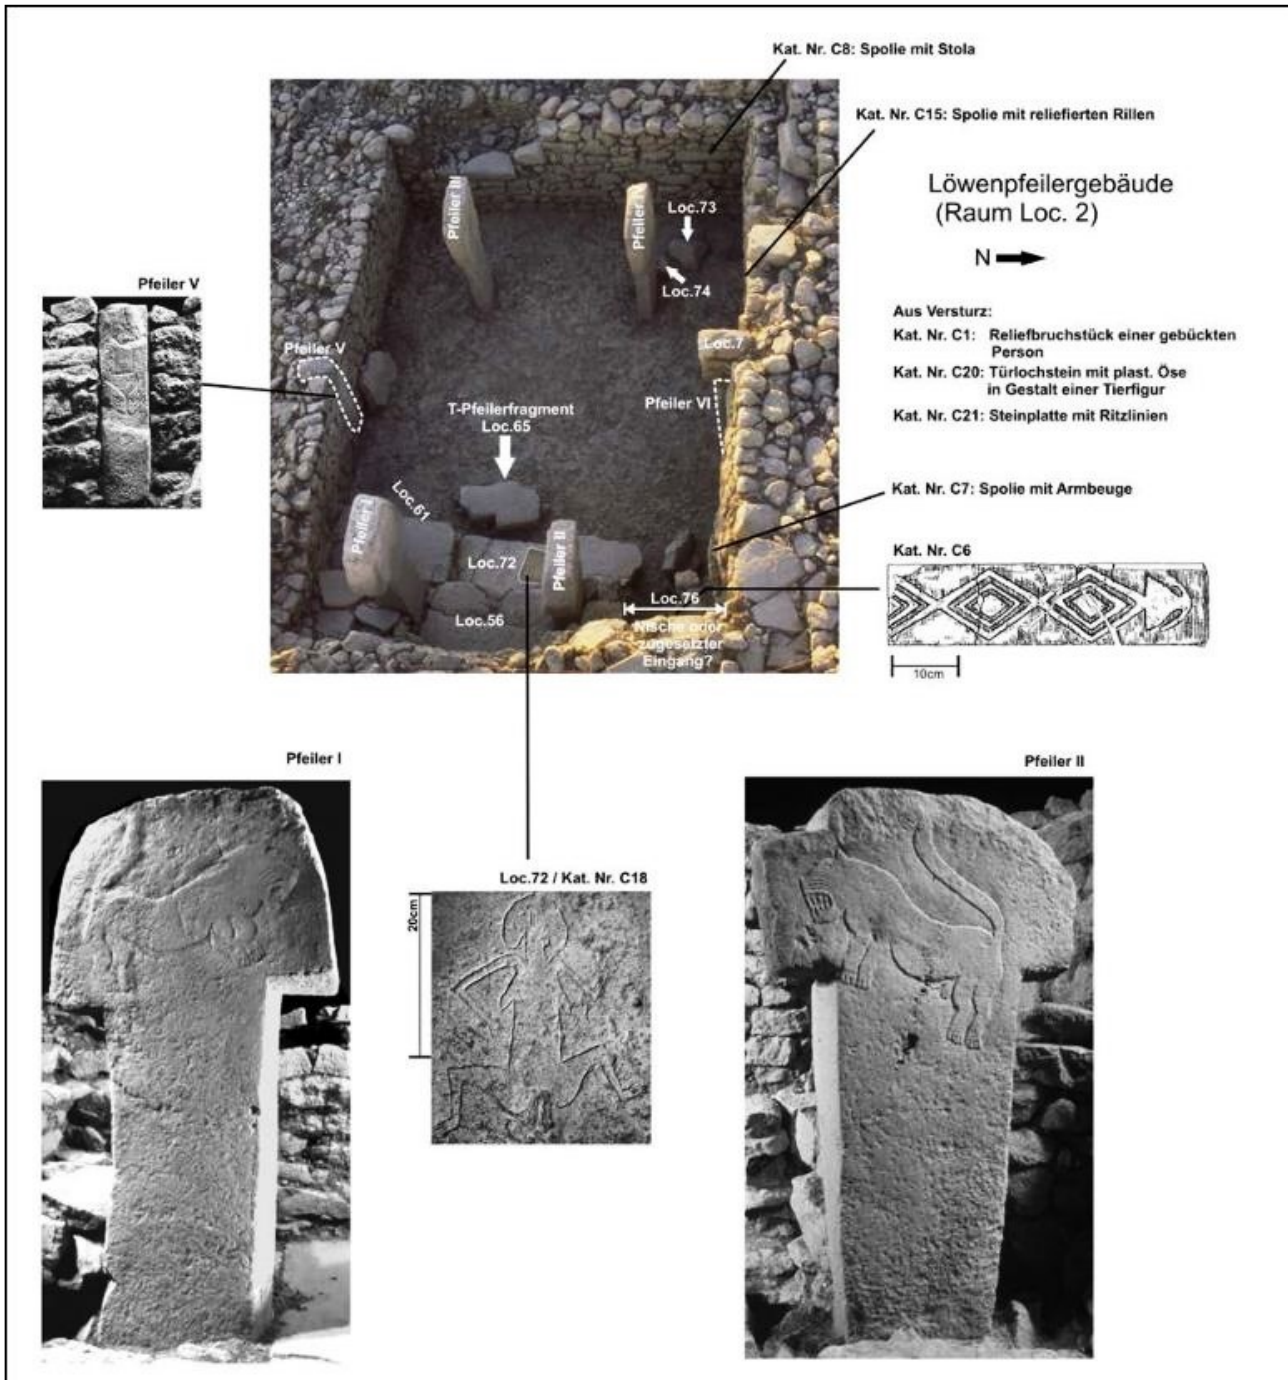 Kat. Nr. C8: Spolie mit Stola
Kat. Nr. C15: Spolie mit reliefierten Rillen
Löwenpfeilergebäude
(Raum Loc. 2)
N
Aus Versturz:
Kat. Nr. C1: Reliefbruchstück einer gebückten
Person
Kat. Nr. C20: Türlochstein mit plast. Öse
in Gestalt einer Tierfigur
Kat. Nr. C21: Steinplatte mit Ritzlinien
Pfeiler III
Pfeiler
Loc.73
Loc.74
Pfeiler V
Pfeiler V
Loc.7
Pfeiler VI
T-Pfeilerfragment
Loc.65
Loc.61
Pfeiler I
Loc.72
Pfeiler II
Loc.56
Loc.76
Nische oder
zugesetzter
Eingang?
Kat. Nr. C7: Spolie mit Armbeuge
Kat. Nr. C6
10cm
Pfeiler I
Pfeiler II
Loc.72 / Kat. Nr. C18
20cm